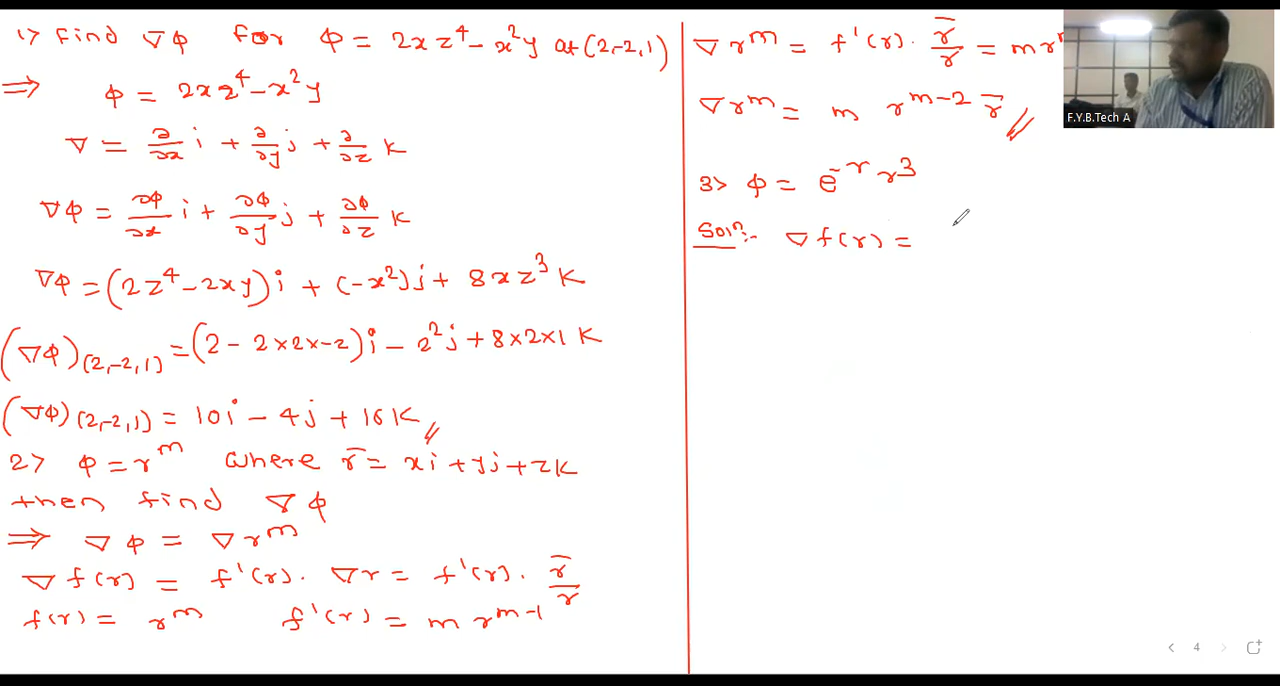 1> Find ∇Φ for Φ = 2xz⁴ - x²y at (2,-2,1)
⇒ Φ = 2xz⁴ - x²y
∇ = ∂/∂x i + ∂/∂y j + ∂/∂z K
∇Φ = ∂Φ/∂x i + ∂Φ/∂y j + ∂Φ/∂z K
∇Φ = (2z⁴ - 2xy)i + (-x²)j + 8xz³ K
(∇Φ)(2,-2,1) = (2 - 2×2×-2)i - 2²j + 8×2×1 K
(∇Φ)(2,-2,1) = 10i - 4j + 16K //
2> Φ = rᵐ where r̄ = xi + yj + zK
then find ∇Φ
⇒ ∇Φ = ∇rᵐ
∇f(r) = f'(r). ∇r = f'(r). r̄/r
f(r) = rᵐ f'(r) = m rᵐ⁻¹
∇rᵐ = f'(r). r̄/r = m rᵐ
∇rᵐ = m rᵐ⁻² r̄ //
3> Φ = e⁻ʳ r³
Solⁿ:- ∇f(r) =
F.Y.B.Tech A
4